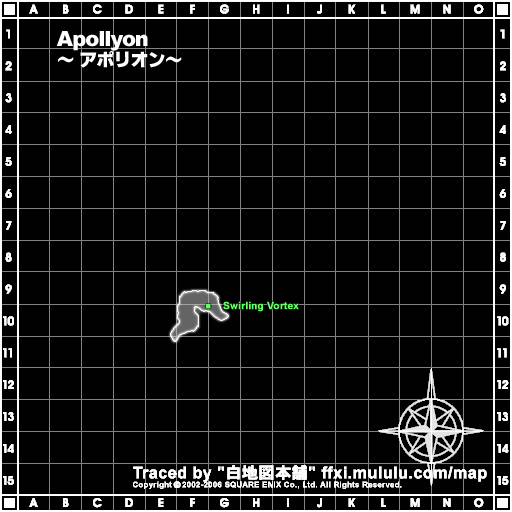 A B C D E F G H I J K L M N O
1 1
Apollyon
2 2
～ アポリオン～
3 3
4 4
5 5
6 6
7 7
8 8
9 9
Swirling Vortex
10 10
11 11
12 12
13 13
14 14
Traced by "白地図本舗" ffxi.mululu.com/map
15 15
Copyright ©2002-2006 SQUARE ENIX Co., Ltd. All Rights Reserved.
A B C D E F G H I J K L M N O